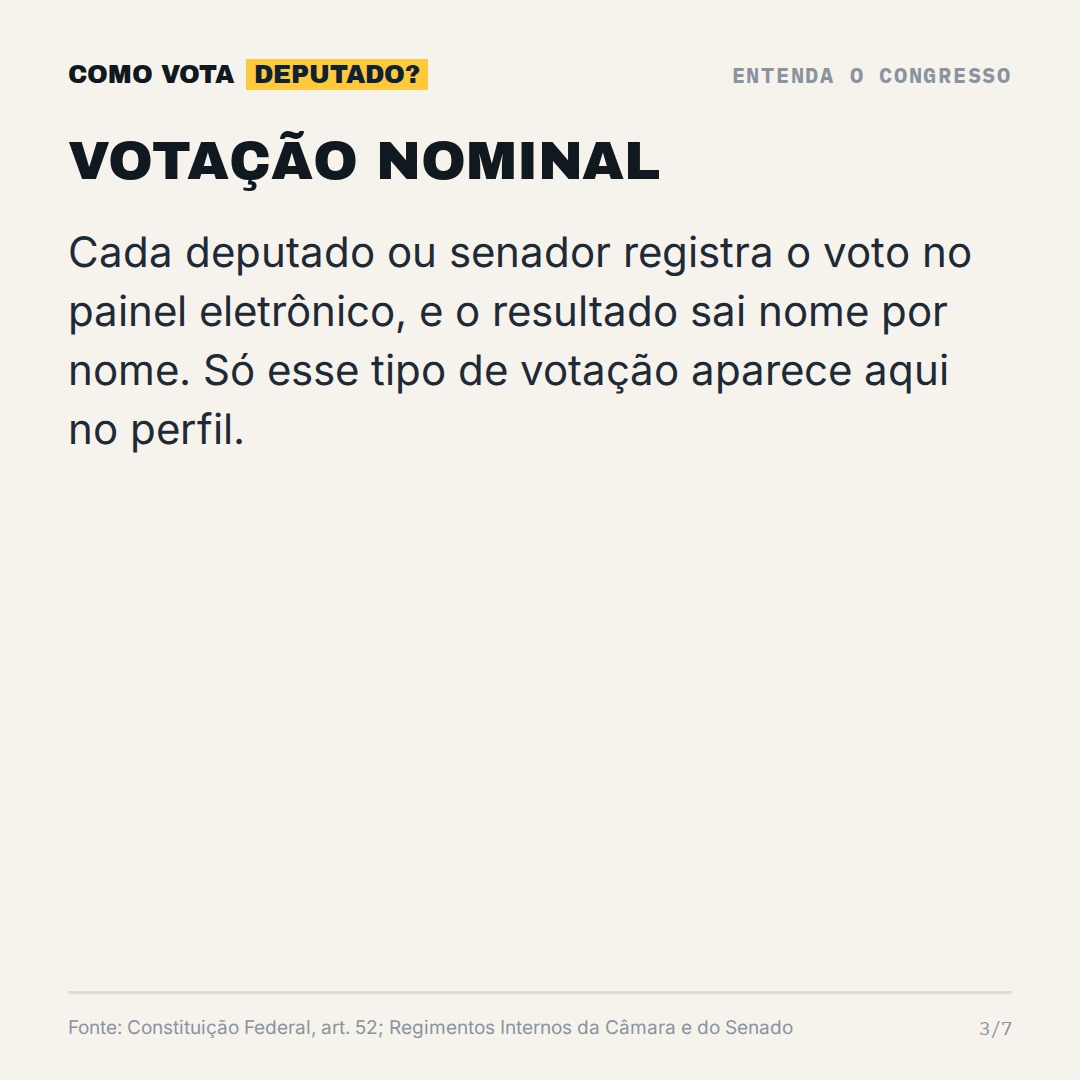 COMO VOTA DEPUTADO?
ENTENDA O CONGRESSO
VOTAÇÃO NOMINAL
Cada deputado ou senador registra o voto no
painel eletrônico, e o resultado sai nome por
nome. Só esse tipo de votação aparece aqui
no perfil.
Fonte: Constituição Federal, art. 52; Regimentos Internos da Câmara e do Senado
3/7